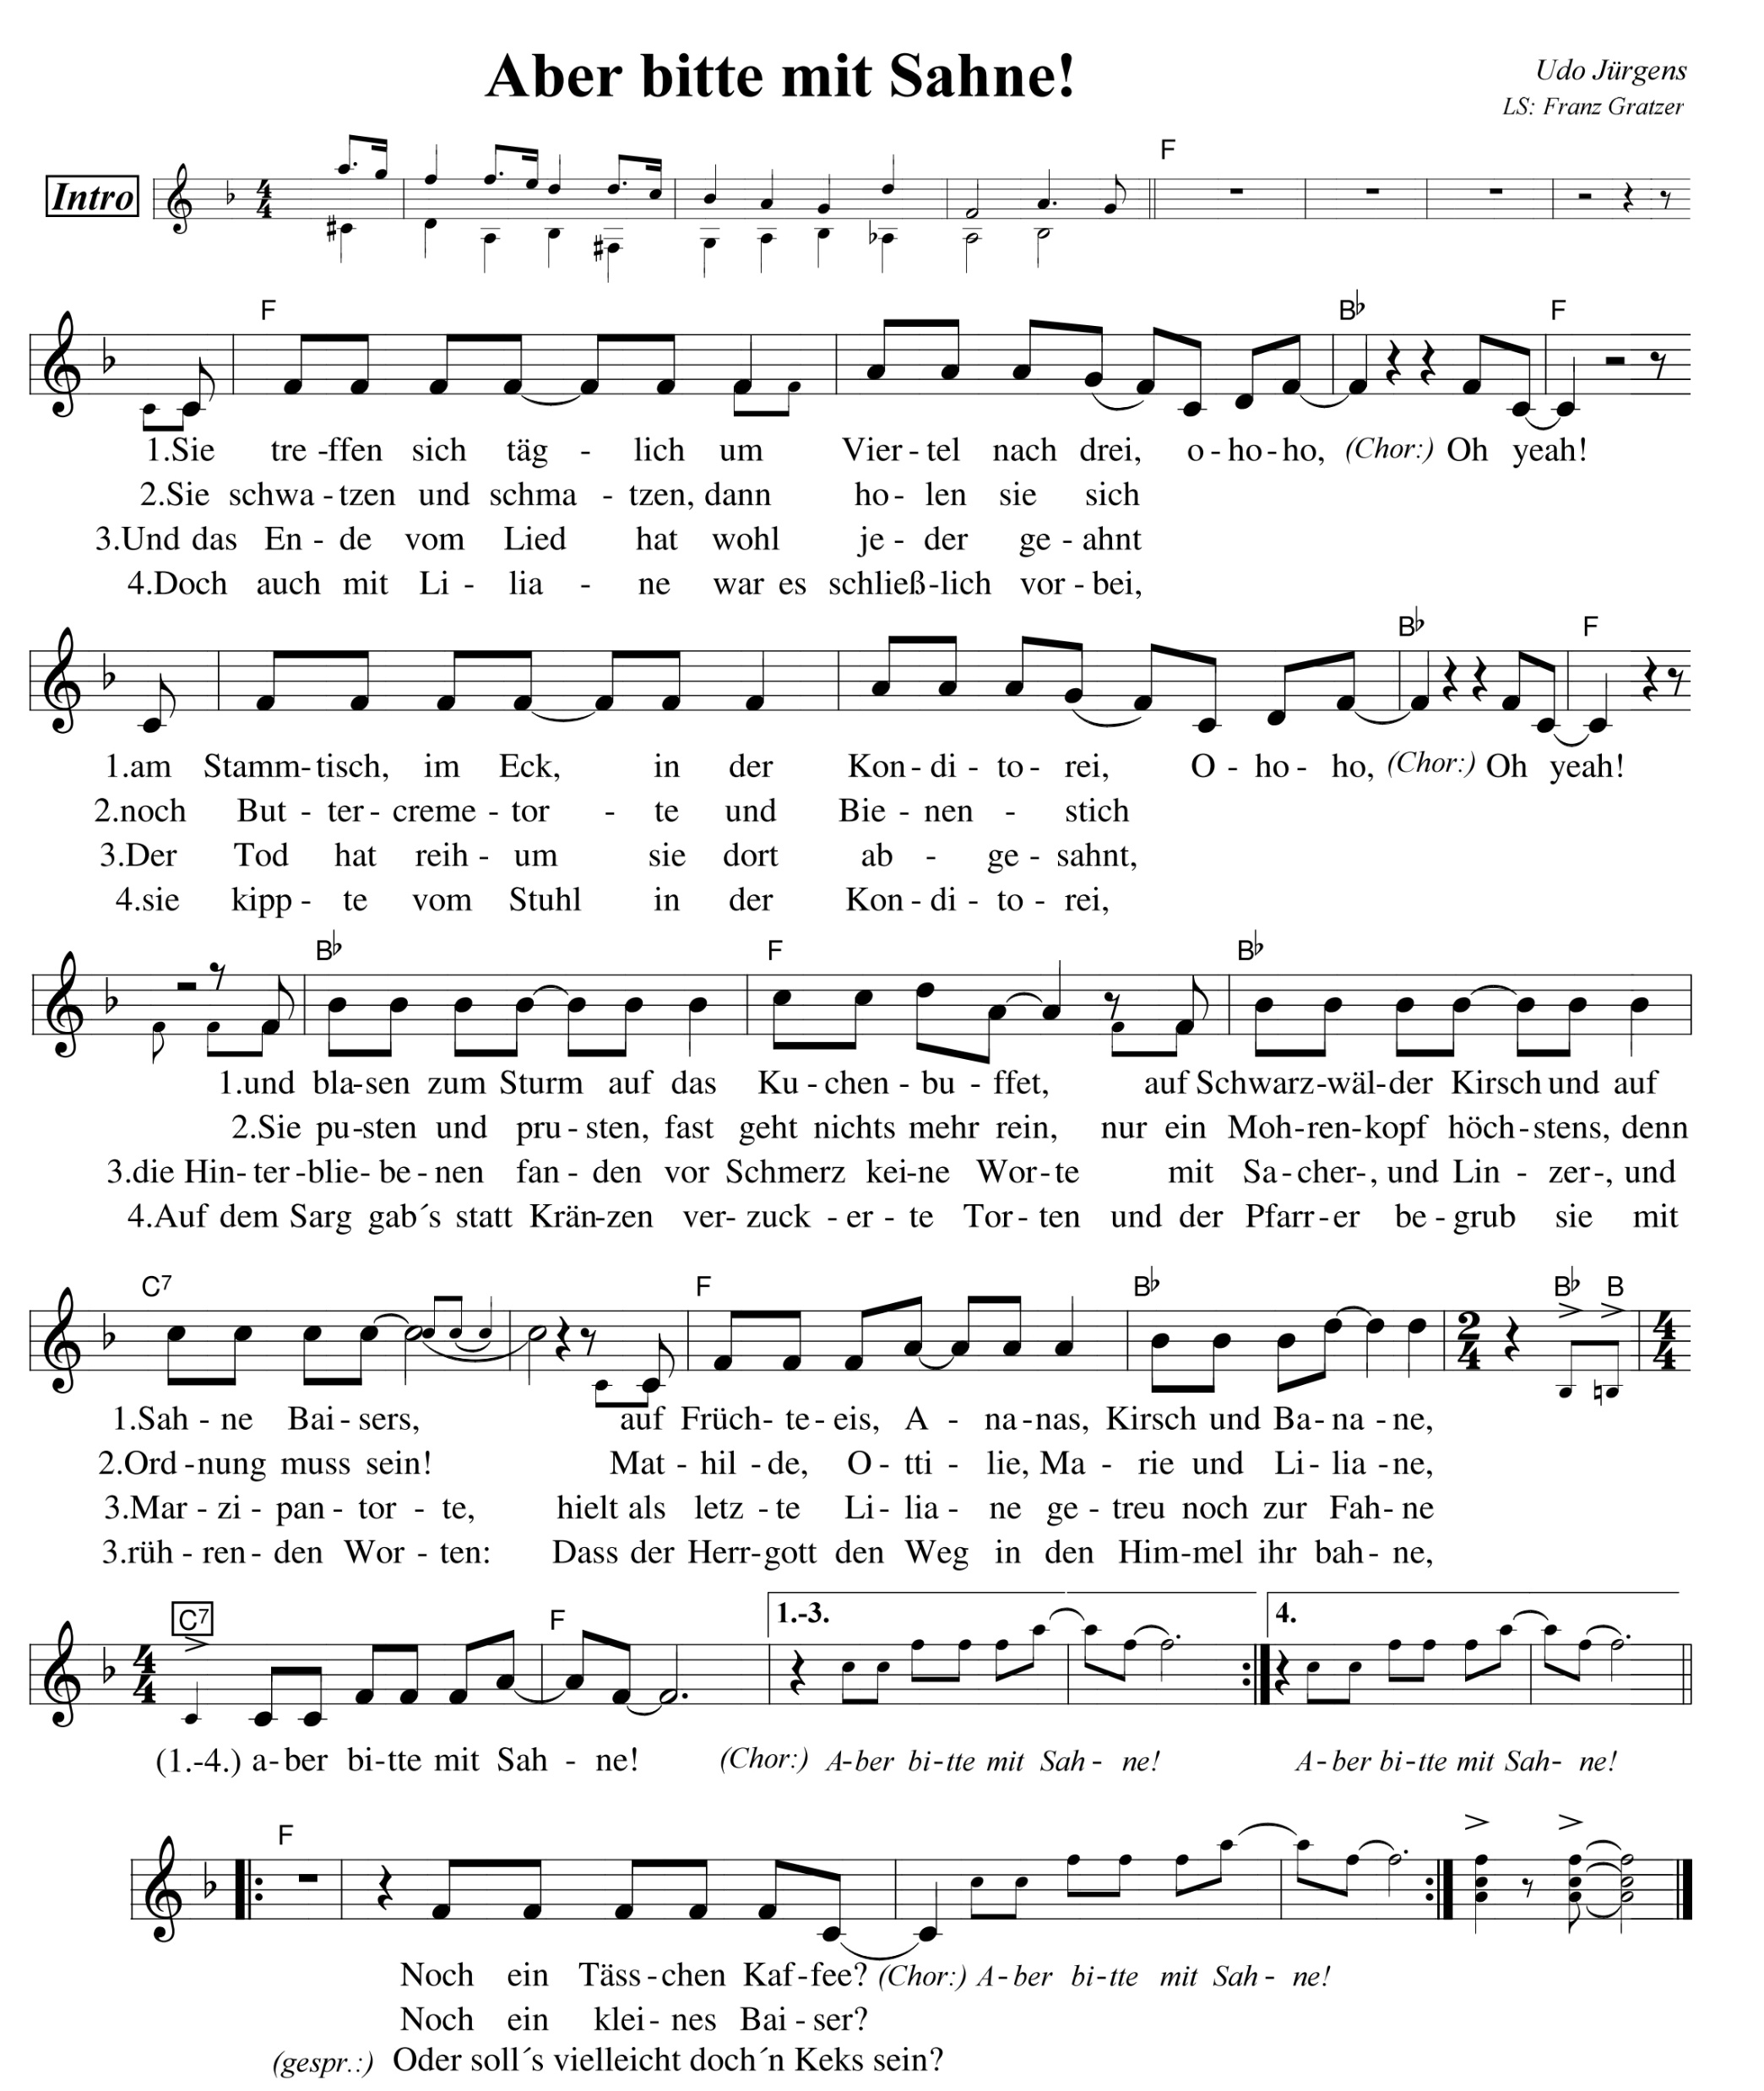 Aber bitte mit Sahne!
Udo Jürgens
LS: Franz Gratzer
Intro
F
F Bb F
1.Sie tre -ffen sich täg - lich um Vier - tel nach drei, o - ho - ho, (Chor:) Oh yeah!
2.Sie schwa - tzen und schma - tzen, dann ho - len sie sich
3.Und das En - de vom Lied hat wohl je - der ge - ahnt
4.Doch auch mit Li - lia - ne war es schließ-lich vor - bei,
Bb F
1.am Stamm- tisch, im Eck, in der Kon - di - to - rei, O - ho - ho, (Chor:) Oh yeah!
2.noch But - ter - creme - tor - te und Bie - nen - stich
3.Der Tod hat reih - um sie dort ab - ge - sahnt,
4.sie kipp - te vom Stuhl in der Kon - di - to - rei,
Bb F Bb
1.und bla-sen zum Sturm auf das Ku - chen - bu - ffet, auf Schwarz-wäl-der Kirsch und auf
2.Sie pu-sten und pru - sten, fast geht nichts mehr rein, nur ein Moh-ren-kopf höch-stens, denn
3.die Hin- ter -blie- be - nen fan - den vor Schmerz kei-ne Wor-te mit Sa-cher-, und Lin - zer-, und
4.Auf dem Sarg gab´s statt Krän-zen ver- zuck - er - te Tor - ten und der Pfarr-er be - grub sie mit
C7 F Bb Bb B
1.Sah - ne Bai - sers, auf Früch- te- eis, A - na-nas, Kirsch und Ba- na - ne,
2.Ord -nung muss sein! Mat - hil - de, O - tti - lie, Ma - rie und Li - lia - ne,
3.Mar - zi - pan - tor - te, hielt als letz - te Li - lia - ne ge - treu noch zur Fah- ne
3.rüh - ren- den Wor - ten: Dass der Herr-gott den Weg in den Him-mel ihr bah- ne,
C7 F 1.-3. 4.
(1.-4.) a-ber bi-tte mit Sah - ne! (Chor:) A-ber bi-tte mit Sah - ne! A-ber bi-tte mit Sah- ne!
F
Noch ein Täss - chen Kaf-fee? (Chor:) A-ber bi-tte mit Sah - ne!
Noch ein klei - nes Bai - ser?
(gespr.:) Oder soll´s vielleicht doch´n Keks sein?